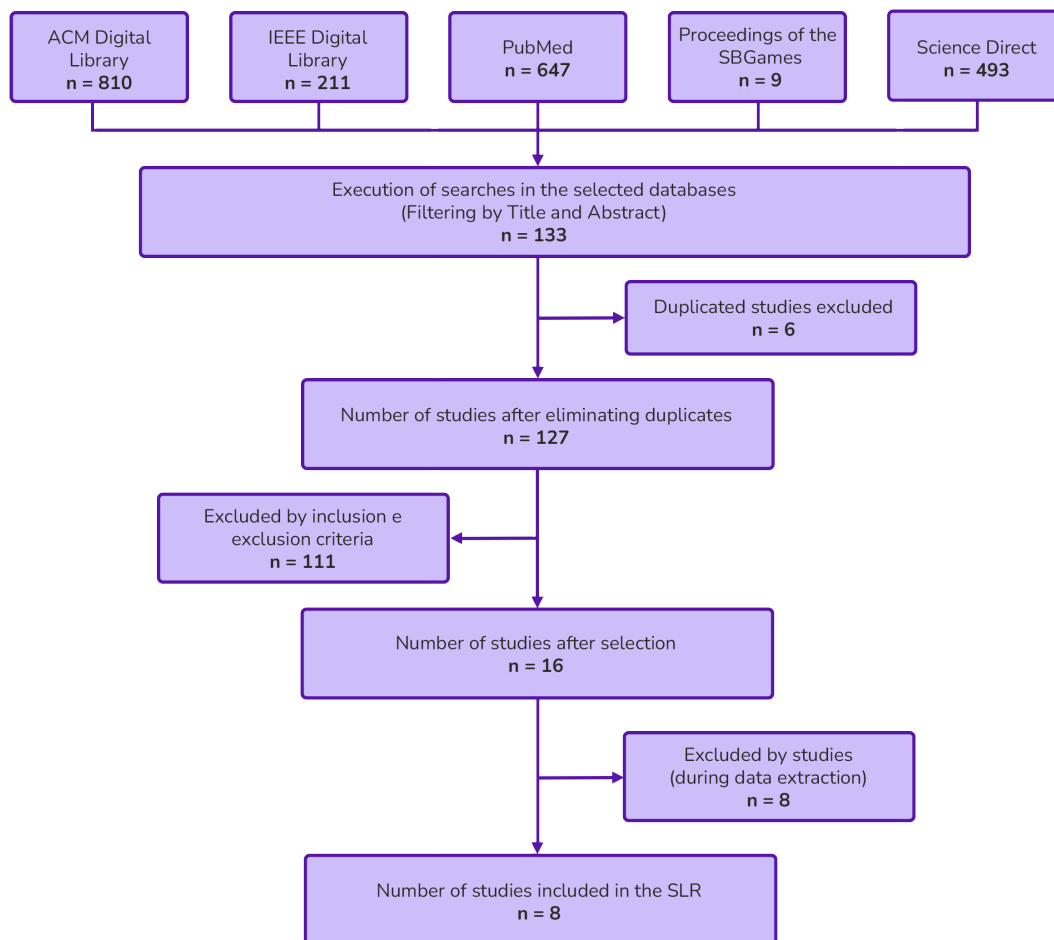 ACM Digital
Library
n = 810
IEEE Digital
Library
n = 211
PubMed
n = 647
Proceedings of the
SBGames
n = 9
Science Direct
n = 493
Execution of searches in the selected databases
(Filtering by Title and Abstract)
n = 133
Duplicated studies excluded
n = 6
Number of studies after eliminating duplicates
n = 127
Excluded by inclusion e
exclusion criteria
n = 111
Number of studies after selection
n = 16
Excluded by studies
(during data extraction)
n = 8
Number of studies included in the SLR
n = 8